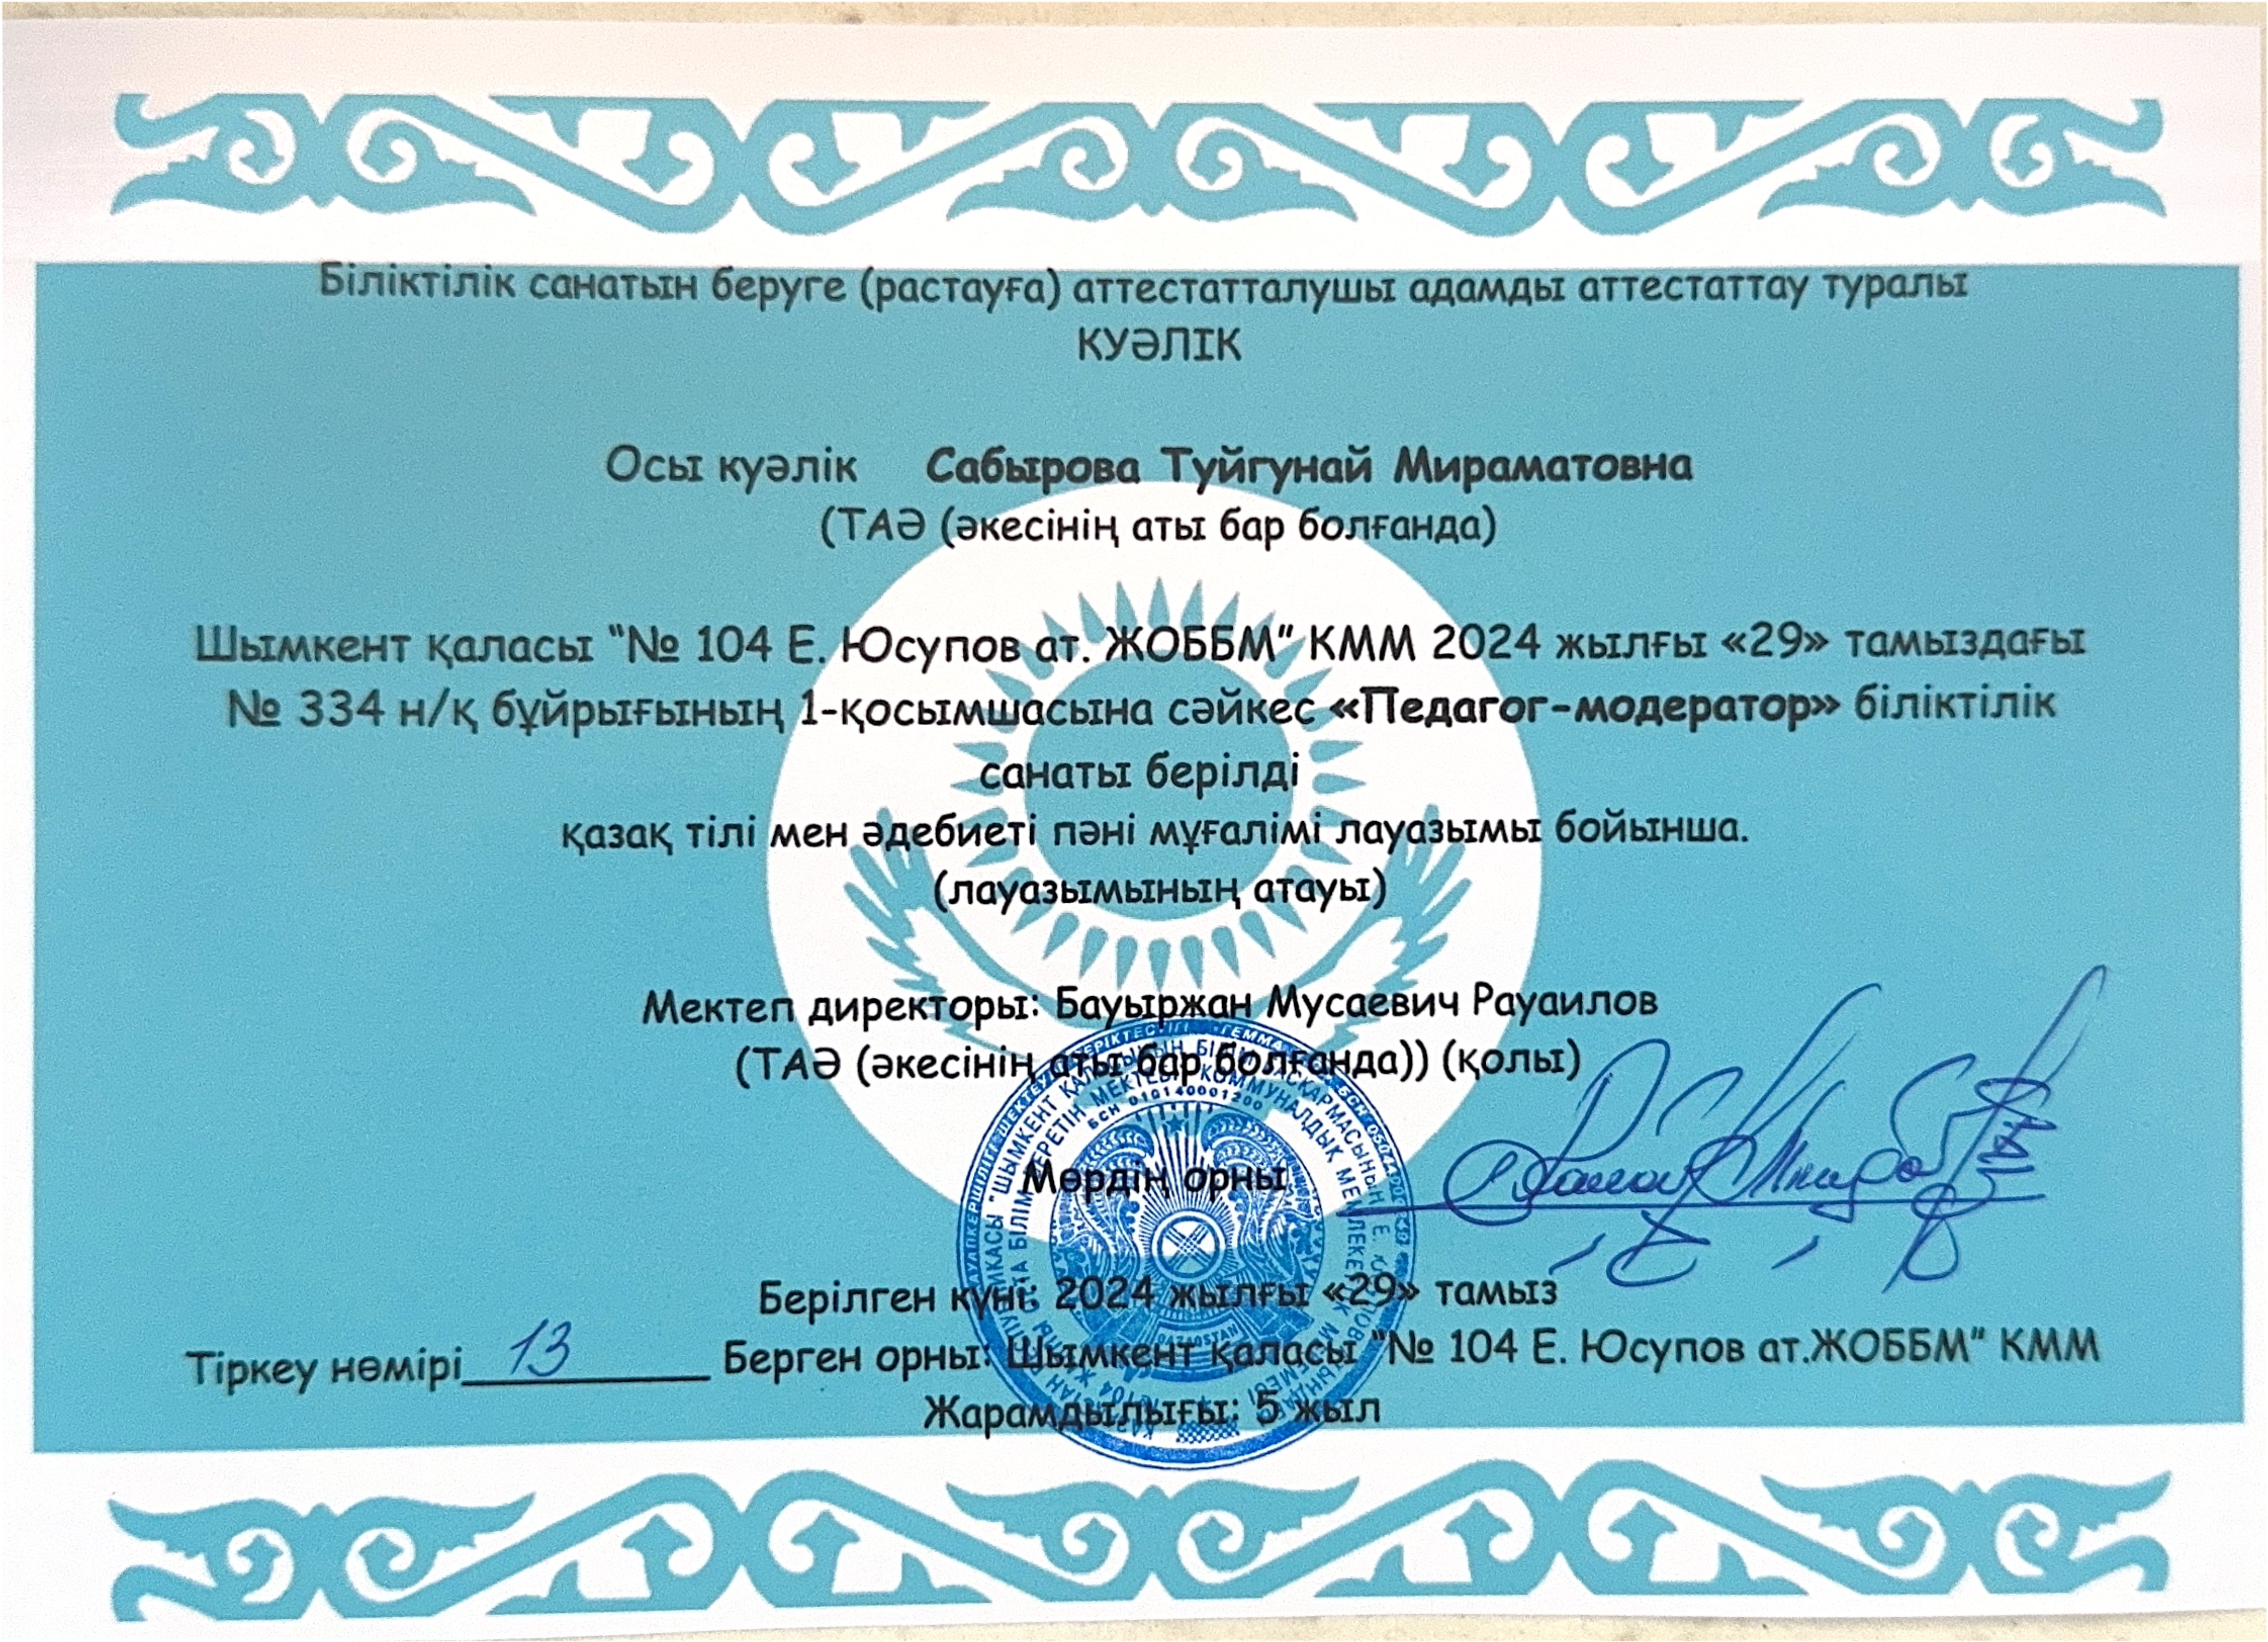 Біліктілік санатын беруге (растауға) аттестатталушы адамды аттестаттау туралы
КУӘЛІК
Осы куәлік Сабырова Туйгунай Мираматовна
(ТАӘ (әкесінің аты бар болғанда)
Шымкент қаласы "№ 104 Е. Юсупов ат. ЖОББМ" КММ 2024 жылғы «29» тамыздағы
№ 334 н/қ бұйрығының 1-қосымшасына сәйкес «Педагог-модератор» біліктілік
санаты берілді
қазақ тілі мен әдебиеті пәні мұғалімі лауазымы бойынша.
(лауазымының атауы)
Мектеп директоры: Бауыржан Мусаевич Рауаилов
(ТАӘ (әкесінің аты бар болғанда)) (қолы)
БСН 010140001200
Мөрдің орны
QAZAQSTAN
Берілген күні: 2024 жылғы «29» тамыз
Тіркеу нөмірі 13 Берген орны: Шымкент қаласы "№ 104 Е. Юсупов ат.ЖОББМ" КММ
Жарамдылығы: 5 жыл